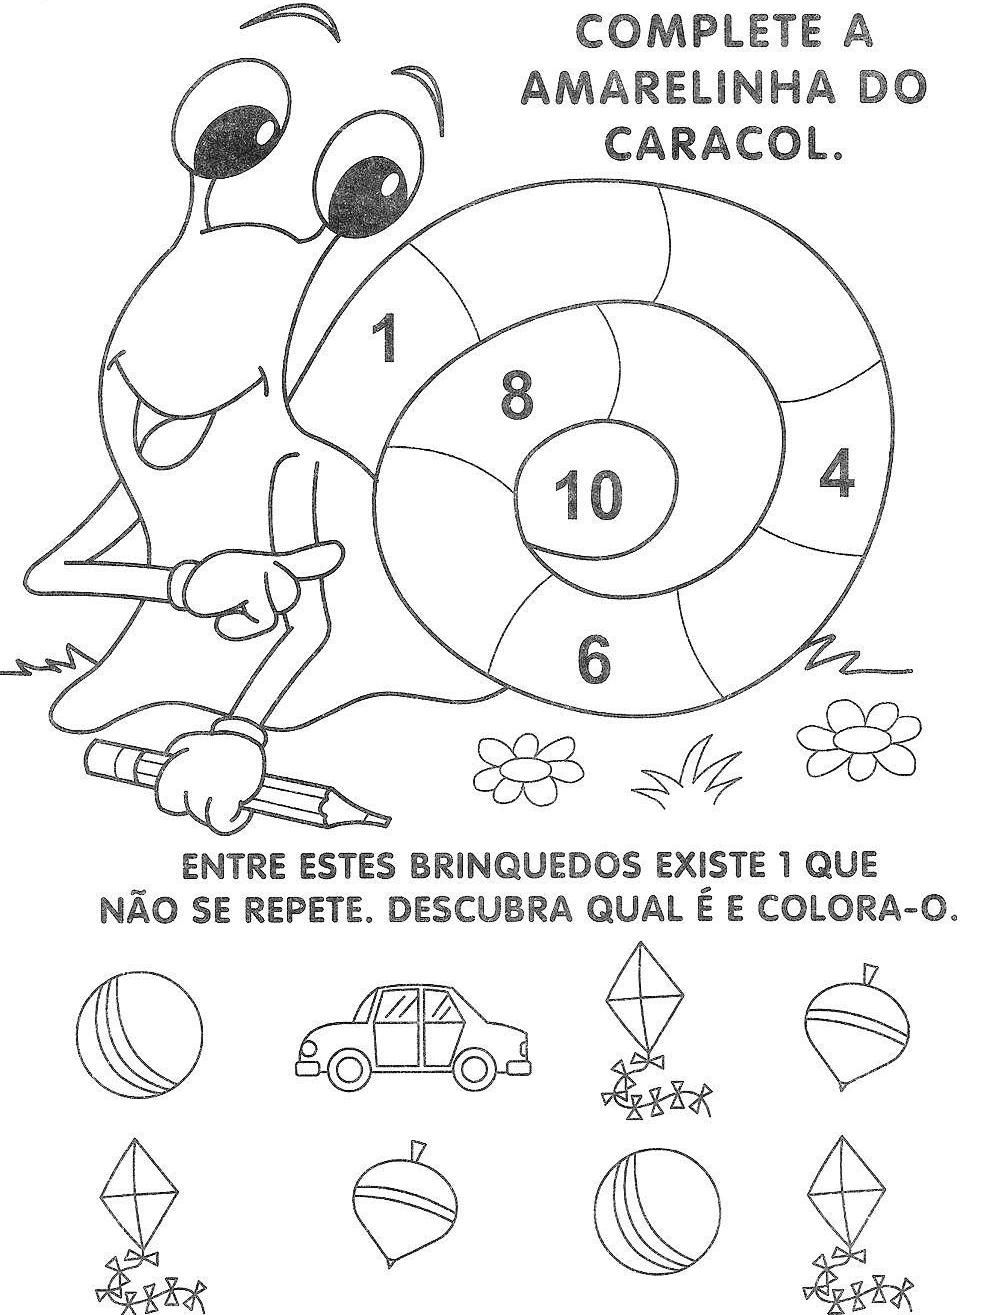 COMPLETE A
AMARELINHA DO
CARACOL.
1
8
10
4
6
ENTRE ESTES BRINQUEDOS EXISTE 1 QUE
NÃO SE REPETE. DESCUBRA QUAL É E COLORA-O.